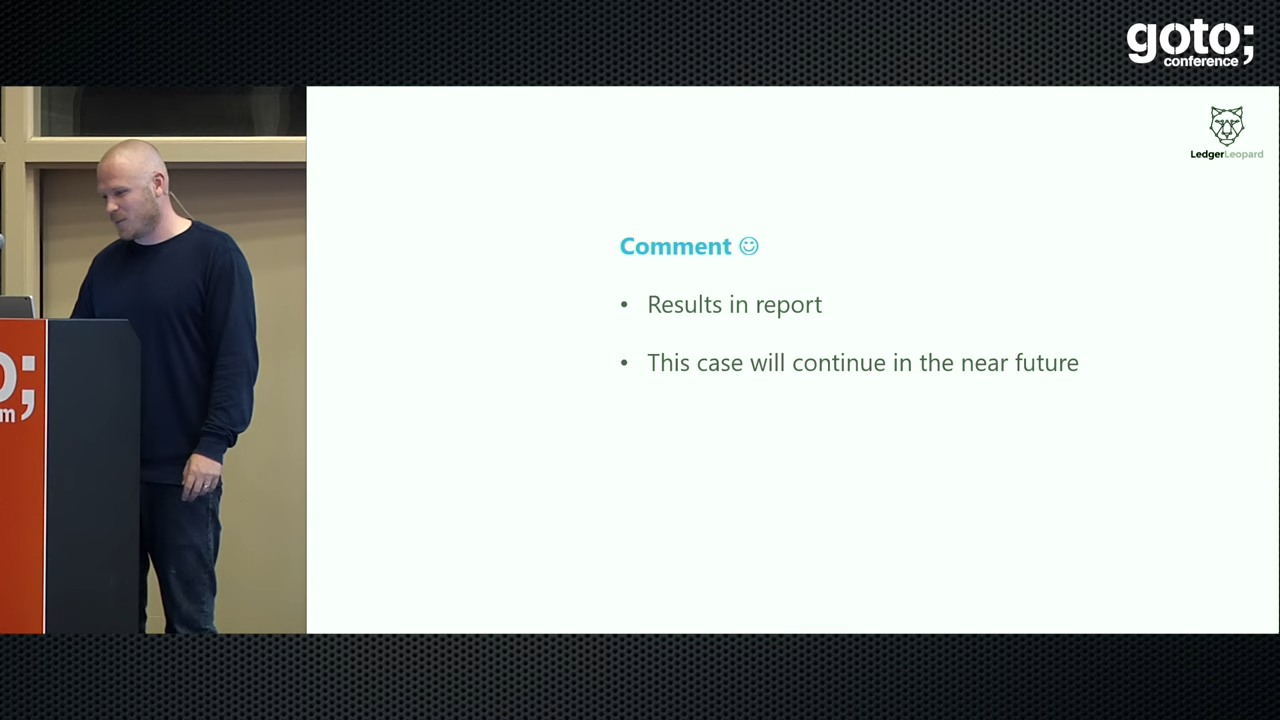 goto;
conference
LedgerLeopard
Comment ☺
• Results in report
• This case will continue in the near future
o;
m